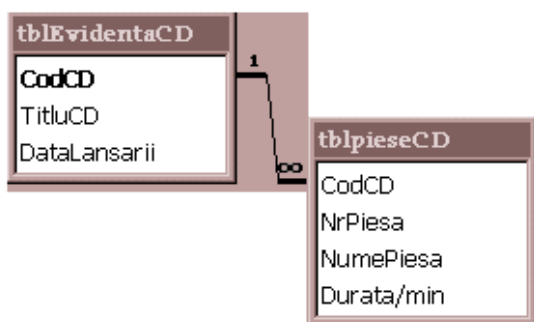 tblEvidentaCD
CodCD
TitluCD
DataLansarii
1
∞
tblpieseCD
CodCD
NrPiesa
NumePiesa
Durata/min